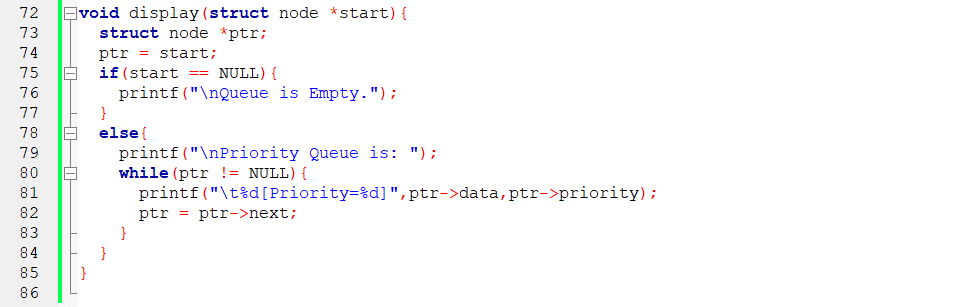 72 void display(struct node *start){
73   struct node *ptr;
74   ptr = start;
75   if(start == NULL){
76     printf("\nQueue is Empty.");
77   }
78   else{
79     printf("\nPriority Queue is: ");
80     while(ptr != NULL){
81       printf("\t%d[Priority=%d]",ptr->data,ptr->priority);
82       ptr = ptr->next;
83     }
84   }
85 }
86